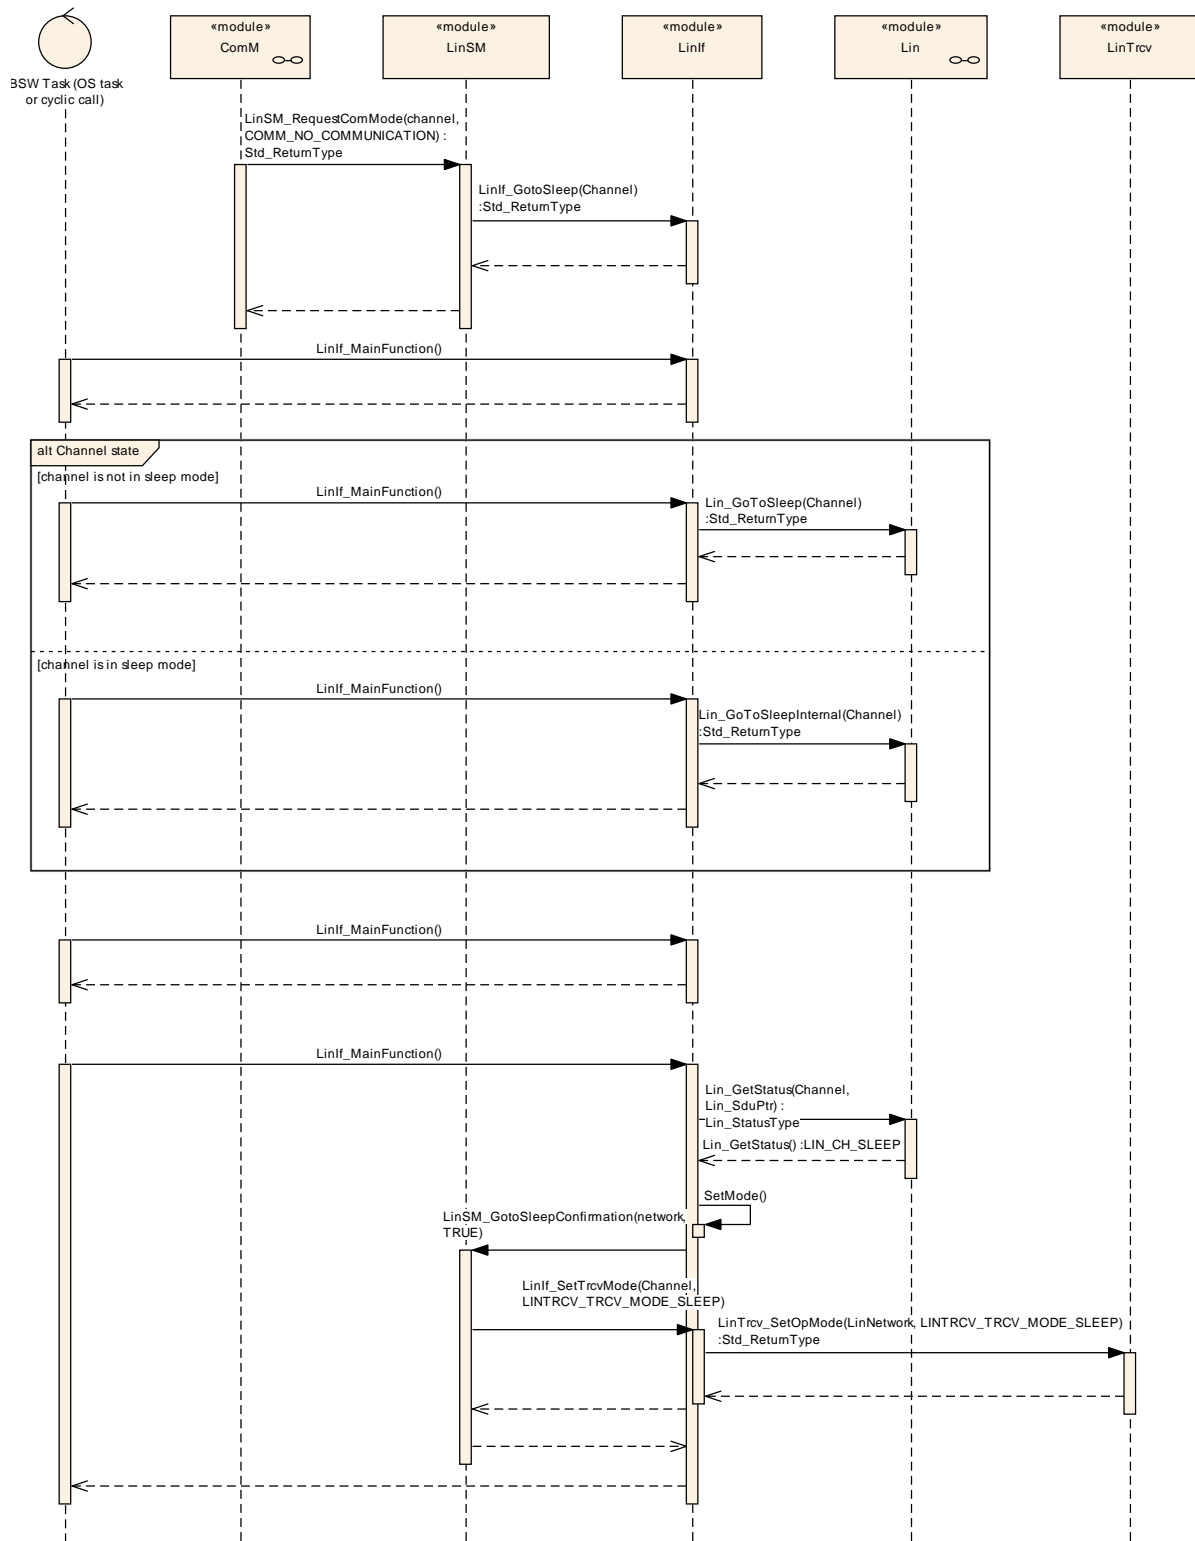 «module»
ComM
«module»
LinSM
«module»
LinIf
«module»
Lin
«module»
LinTrcv
BSW Task (OS task
or cyclic call)
LinSM_RequestComMode(channel,
COMM_NO_COMMUNICATION) :
Std_ReturnType
LinIf_GotoSleep(Channel)
:Std_ReturnType
LinIf_MainFunction()
alt Channel state
[channel is not in sleep mode]
LinIf_MainFunction()
Lin_GoToSleep(Channel)
:Std_ReturnType
[channel is in sleep mode]
LinIf_MainFunction()
Lin_GoToSleepInternal(Channel)
:Std_ReturnType
LinIf_MainFunction()
LinIf_MainFunction()
Lin_GetStatus(Channel,
Lin_SduPtr) :
Lin_StatusType
Lin_GetStatus() :LIN_CH_SLEEP
SetMode()
LinSM_GotoSleepConfirmation(network,
TRUE)
LinIf_SetTrcvMode(Channel,
LINTRCV_TRCV_MODE_SLEEP)
LinTrcv_SetOpMode(LinNetwork, LINTRCV_TRCV_MODE_SLEEP)
:Std_ReturnType